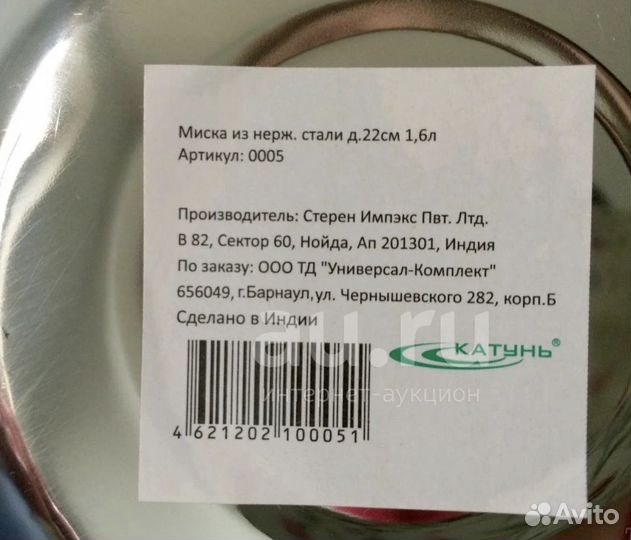 Миска из нерж. стали д.22см 1,6л
Артикул: 0005
Производитель: Стерен Импэкс Пвт. Лтд.
В 82, Сектор 60, Нойда, Ап 201301, Индия
По заказу: ООО ТД "Универсал-Комплект"
656049, г.Барнаул,ул. Чернышевского 282, корп.Б
Сделано в Индии
au.ru
интернет-аукцион
КАТУНЬ®
4 621202 100051
Avito